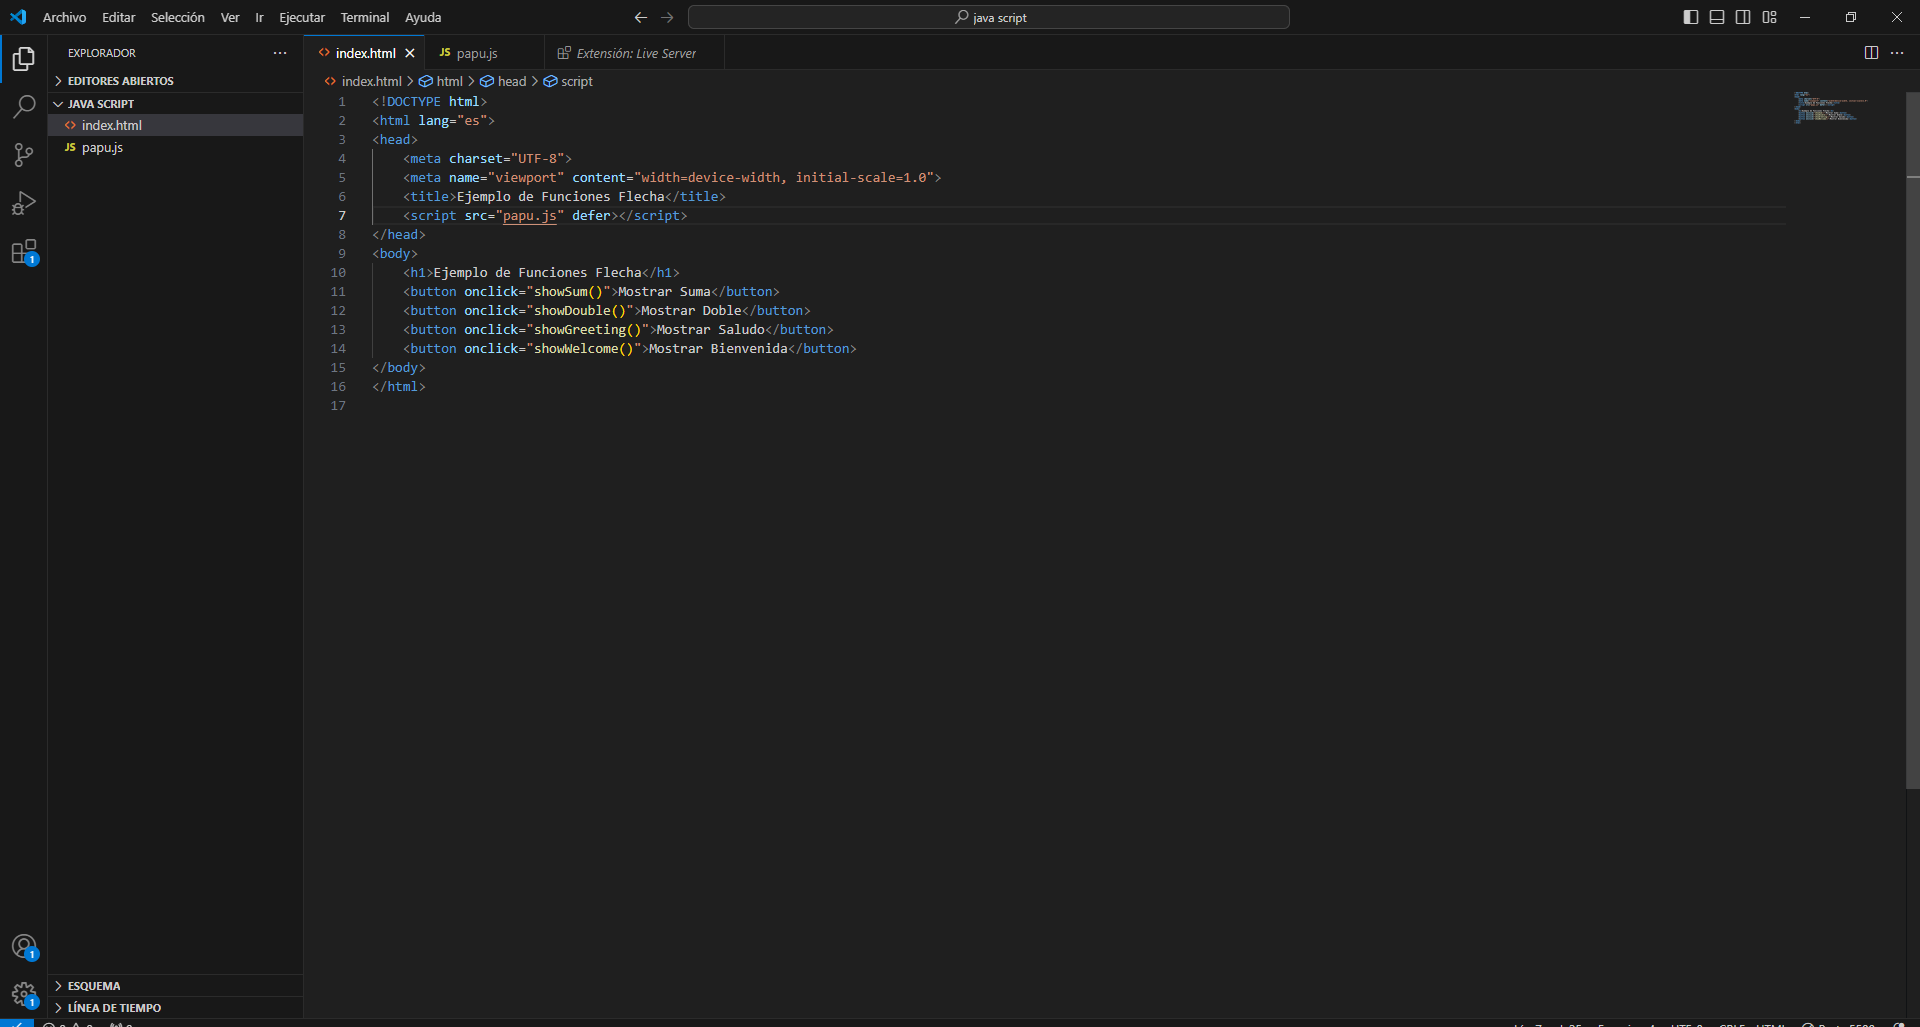 Archivo Editar Selección Ver Ir Ejecutar Terminal Ayuda
java script
EXPLORADOR
EDITORES ABIERTOS
JAVA SCRIPT
index.html
JS papu.js
ESQUEMA
LÍNEA DE TIEMPO
1
1
1
index.html JS papu.js Extensión: Live Server
index.html > html > head > script
1 <!DOCTYPE html>
2 <html lang="es">
3 <head>
4 <meta charset="UTF-8">
5 <meta name="viewport" content="width=device-width, initial-scale=1.0">
6 <title>Ejemplo de Funciones Flecha</title>
7 <script src="papu.js" defer></script>
8 </head>
9 <body>
10 <h1>Ejemplo de Funciones Flecha</h1>
11 <button onclick="showSum()">Mostrar Suma</button>
12 <button onclick="showDouble()">Mostrar Doble</button>
13 <button onclick="showGreeting()">Mostrar Saludo</button>
14 <button onclick="showWelcome()">Mostrar Bienvenida</button>
15 </body>
16 </html>
17